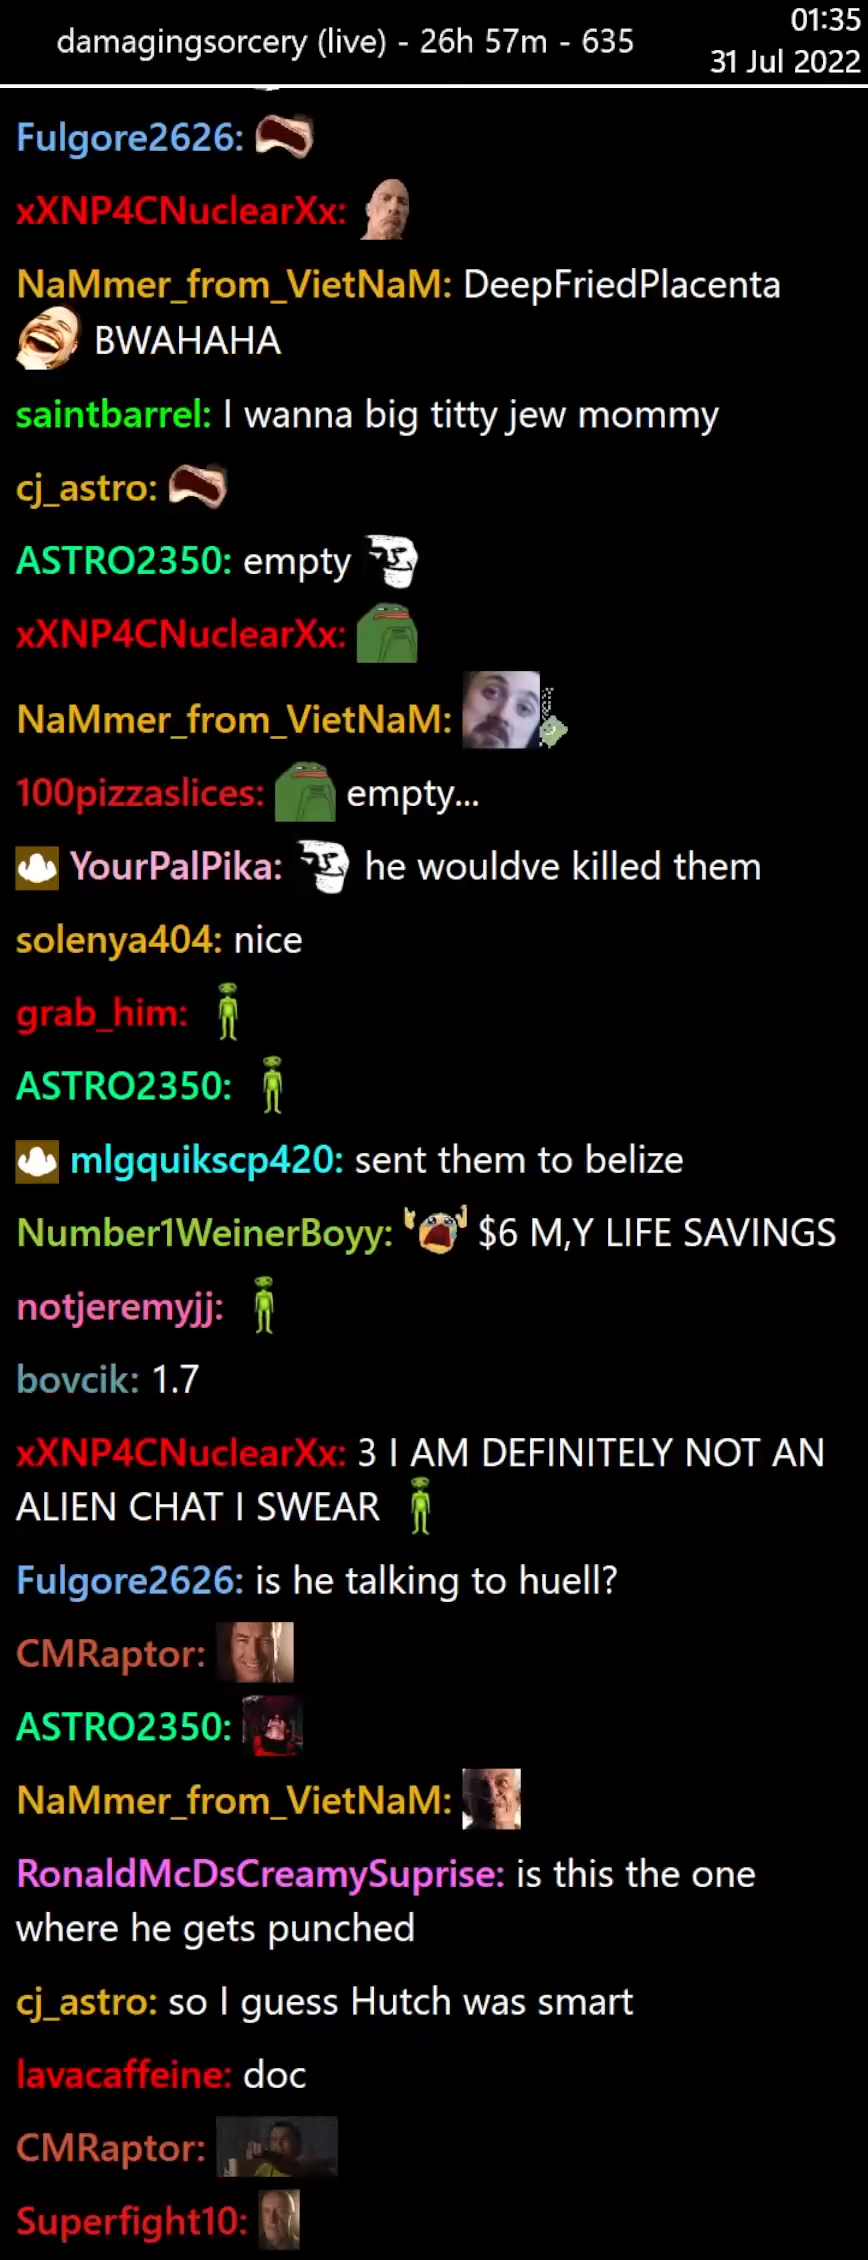 damagingsorcery (live) - 26h 57m - 635
01:35
31 Jul 2022
Fulgore2626:
xXNP4CNuclearXx:
NaMmer_from_VietNaM: DeepFriedPlacenta
BWAHAHA
saintbarrel: I wanna big titty jew mommy
cj_astro:
ASTRO2350: empty
xXNP4CNuclearXx:
NaMmer_from_VietNaM:
100pizzaslices: empty...
YourPalPika: he wouldve killed them
solenya404: nice
grab_him:
ASTRO2350:
mlgquikscp420: sent them to belize
Number1WeinerBoyy: $6 M,Y LIFE SAVINGS
notjeremyjj:
bovcik: 1.7
xXNP4CNuclearXx: 3 I AM DEFINITELY NOT AN
ALIEN CHAT I SWEAR
Fulgore2626: is he talking to huell?
CMRaptor:
ASTRO2350:
NaMmer_from_VietNaM:
RonaldMcDsCreamySuprise: is this the one
where he gets punched
cj_astro: so I guess Hutch was smart
lavacaffeine: doc
CMRaptor:
Superfight10: